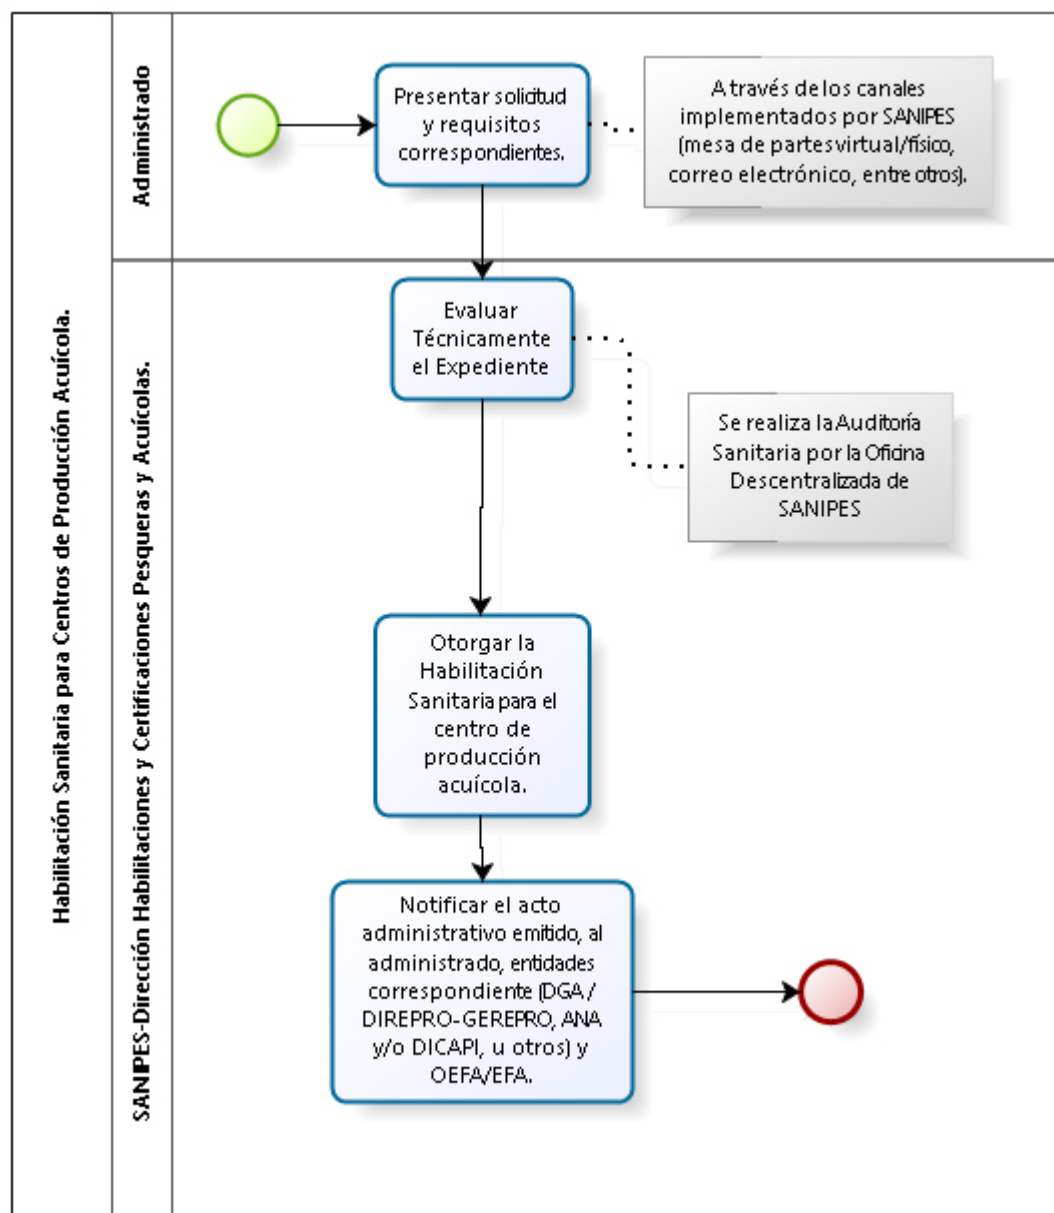 Habilitación Sanitaria para Centros de Producción Acuícola.
Administrado
Presentar solicitud
y requisitos
correspondientes.
A través de los canales
implementados por SANIPES
(mesa de partes virtual/físico,
correo electrónico, entre otros).
SANIPES-Dirección Habilitaciones y Certificaciones Pesqueras y Acuícolas.
Evaluar
Técnicamente
el Expediente
Se realiza la Auditoría
Sanitaria por la Oficina
Descentralizada de
SANIPES
Otorgar la
Habilitación
Sanitaria para el
centro de
producción
acuícola.
Notificar el acto
administrativo emitido, al
administrado, entidades
correspondiente (DGA /
DIREPRO-GEREPRO, ANA
y/o DICAPI, u otros) y
OEFA/EFA.